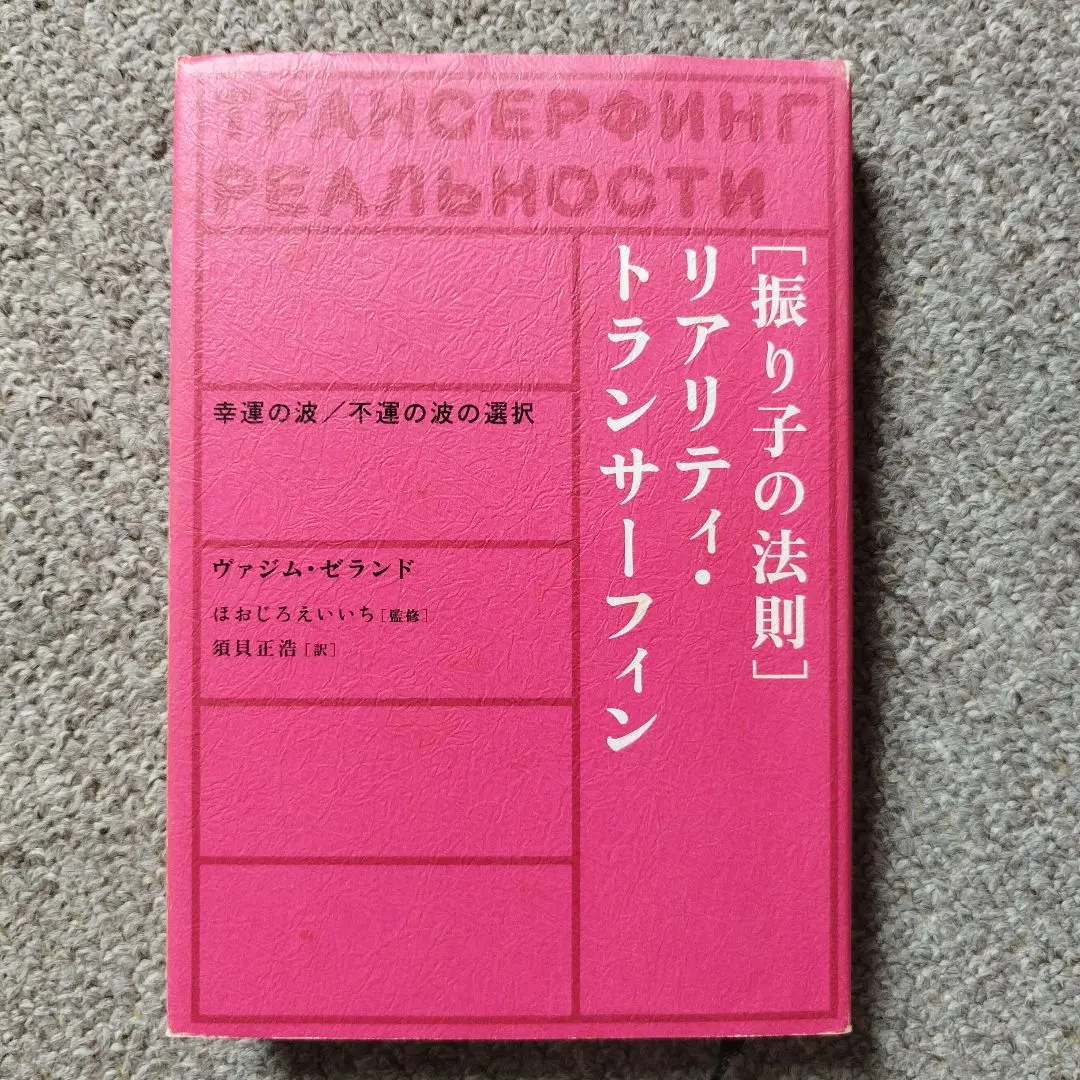 ТРАНСЕРФИНГ
РЕАЛЬНОСТИ
[振り子の法則]
リアリティ・
トランサーフィン
幸運の波／不運の波の選択
ヴァジム・ゼランド
ほおじろえいいち[監修]
須貝正浩[訳]